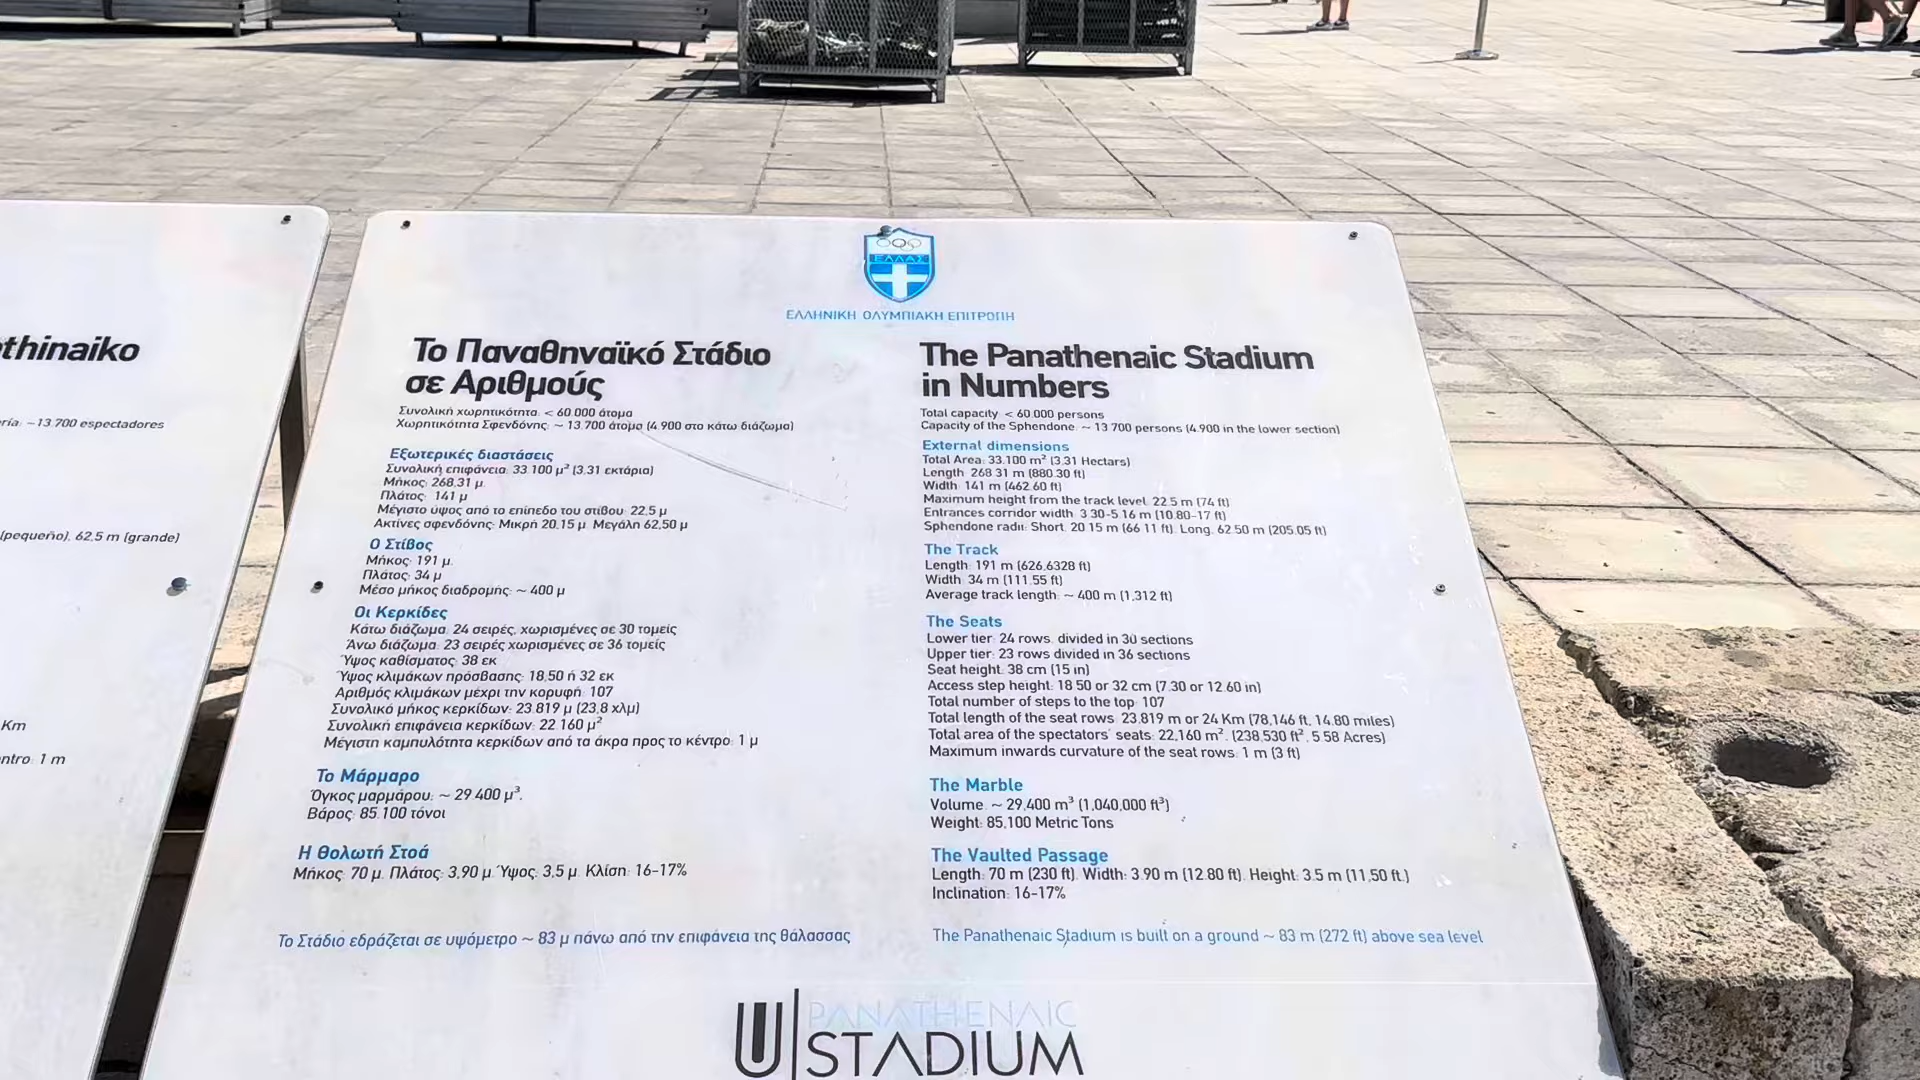 thinaiko
ría: ~13.700 espectadores
(pequeño), 62,5 m (grande)
Km
ntro: 1 m
ΕΛΛΑΣ
ΕΛΛΗΝΙΚΗ ΟΛΥΜΠΙΑΚΗ ΕΠΙΤΡΟΠΗ
Το Παναθηναϊκό Στάδιο
σε Αριθμούς
Συνολική χωρητικότητα: < 60.000 άτομα
Χωρητικότητα Σφενδόνης: ~ 13.700 άτομα (4.900 στο κάτω διάζωμα)
Εξωτερικές διαστάσεις
Συνολική επιφάνεια: 33.100 μ² (3,31 εκτάρια)
Μήκος: 268,31 μ.
Πλάτος: 141 μ
Μέγιστο ύψος από το επίπεδο του στίβου: 22,5 μ
Ακτίνες σφενδόνης: Μικρή 20,15 μ Μεγάλη 62,50 μ
Ο Στίβος
Μήκος: 191 μ.
Πλάτος: 34 μ
Μέσο μήκος διαδρομής: ~ 400 μ
Οι Κερκίδες
Κάτω διάζωμα: 24 σειρές, χωρισμένες σε 30 τομείς
Άνω διάζωμα: 23 σειρές χωρισμένες σε 36 τομείς
Ύψος καθίσματος: 38 εκ
Ύψος κλιμάκων πρόσβασης: 18,50 ή 32 εκ
Αριθμός κλιμάκων μέχρι την κορυφή: 107
Συνολικό μήκος κερκίδων: 23.819 μ (23,8 χλμ)
Συνολική επιφάνεια κερκίδων: 22.160 μ²
Μέγιστη καμπυλότητα κερκίδων από τα άκρα προς το κέντρο: 1 μ
Το Μάρμαρο
Όγκος μαρμάρου: ~ 29.400 μ³.
Βάρος: 85.100 τόνοι
Η Θολωτή Στοά
Μήκος: 70 μ. Πλάτος: 3,90 μ. Ύψος: 3,5 μ. Κλίση: 16-17%
Το Στάδιο εδράζεται σε υψόμετρο ~ 83 μ πάνω από την επιφάνεια της θάλασσας
The Panathenaic Stadium
in Numbers
Total capacity: < 60.000 persons
Capacity of the Sphendone: ~ 13.700 persons (4.900 in the lower section)
External dimensions
Total Area: 33.100 m² (3.31 Hectars)
Length: 268.31 m (880.30 ft)
Width: 141 m (462.60 ft)
Maximum height from the track level: 22.5 m (74 ft)
Entrances corridor width: 3.30-5.16 m (10.80-17 ft)
Sphendone radii: Short: 20.15 m (66.11 ft). Long: 62.50 m (205.05 ft)
The Track
Length: 191 m (626.6328 ft)
Width: 34 m (111.55 ft)
Average track length: ~ 400 m (1,312 ft)
The Seats
Lower tier: 24 rows, divided in 30 sections
Upper tier: 23 rows divided in 36 sections
Seat height: 38 cm (15 in)
Access step height: 18.50 or 32 cm (7.30 or 12.60 in)
Total number of steps to the top: 107
Total length of the seat rows: 23.819 m or 24 Km (78,146 ft, 14.80 miles)
Total area of the spectators' seats: 22,160 m². (238,530 ft², 5.58 Acres)
Maximum inwards curvature of the seat rows: 1 m (3 ft)
The Marble
Volume: ~ 29,400 m³ (1,040,000 ft³)
Weight: 85,100 Metric Tons
The Vaulted Passage
Length: 70 m (230 ft). Width: 3.90 m (12.80 ft). Height: 3.5 m (11,50 ft.)
Inclination: 16-17%
The Panathenaic Stadium is built on a ground ~ 83 m (272 ft) above sea level
PANATHENAIC
STADIUM